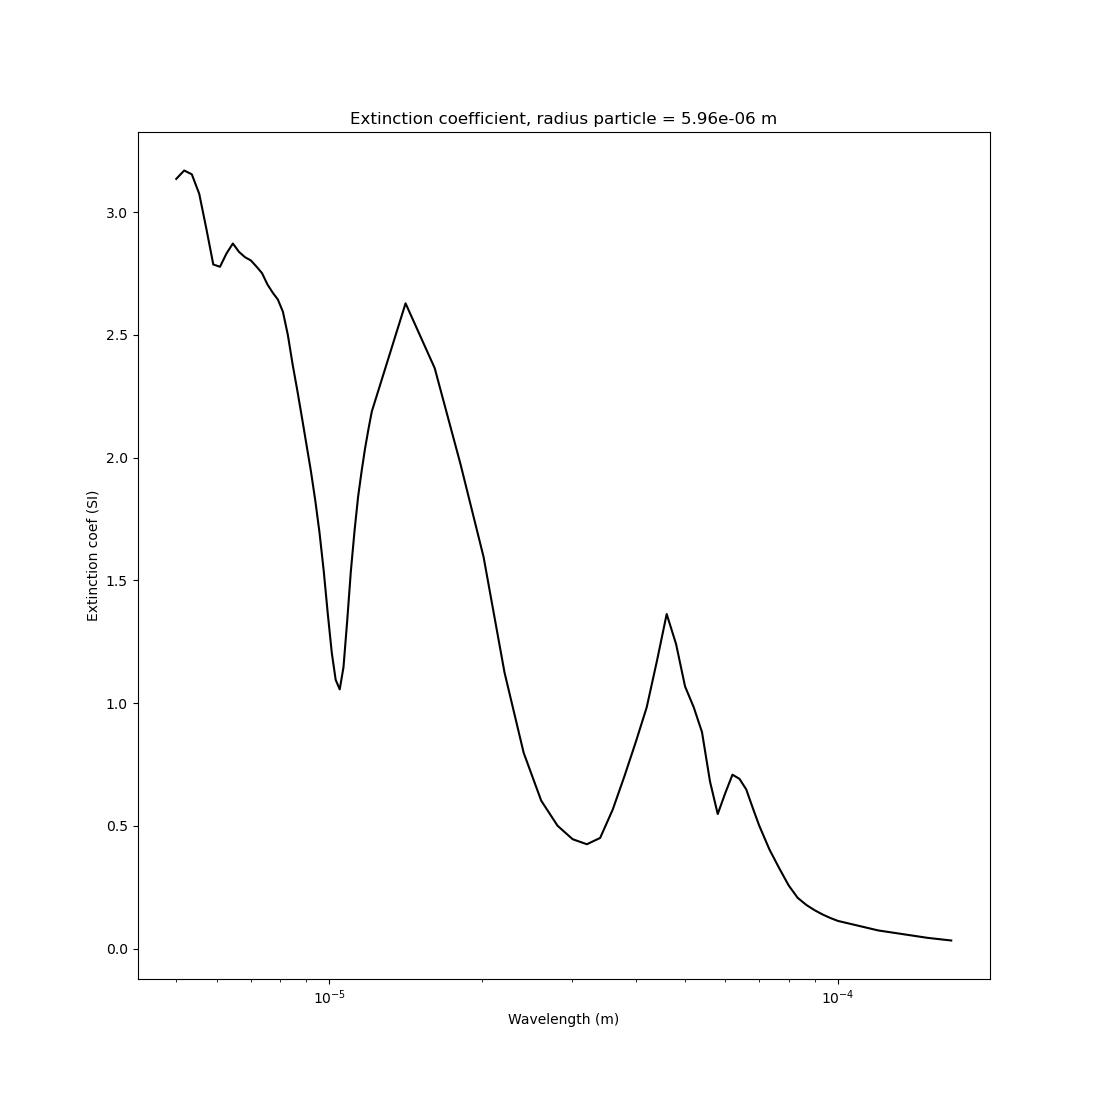 Extinction coefficient, radius particle = 5.96e-06 m
3.0
2.5
2.0
1.5
1.0
0.5
0.0
Extinction coef (SI)
10⁻⁵ 10⁻⁴
Wavelength (m)